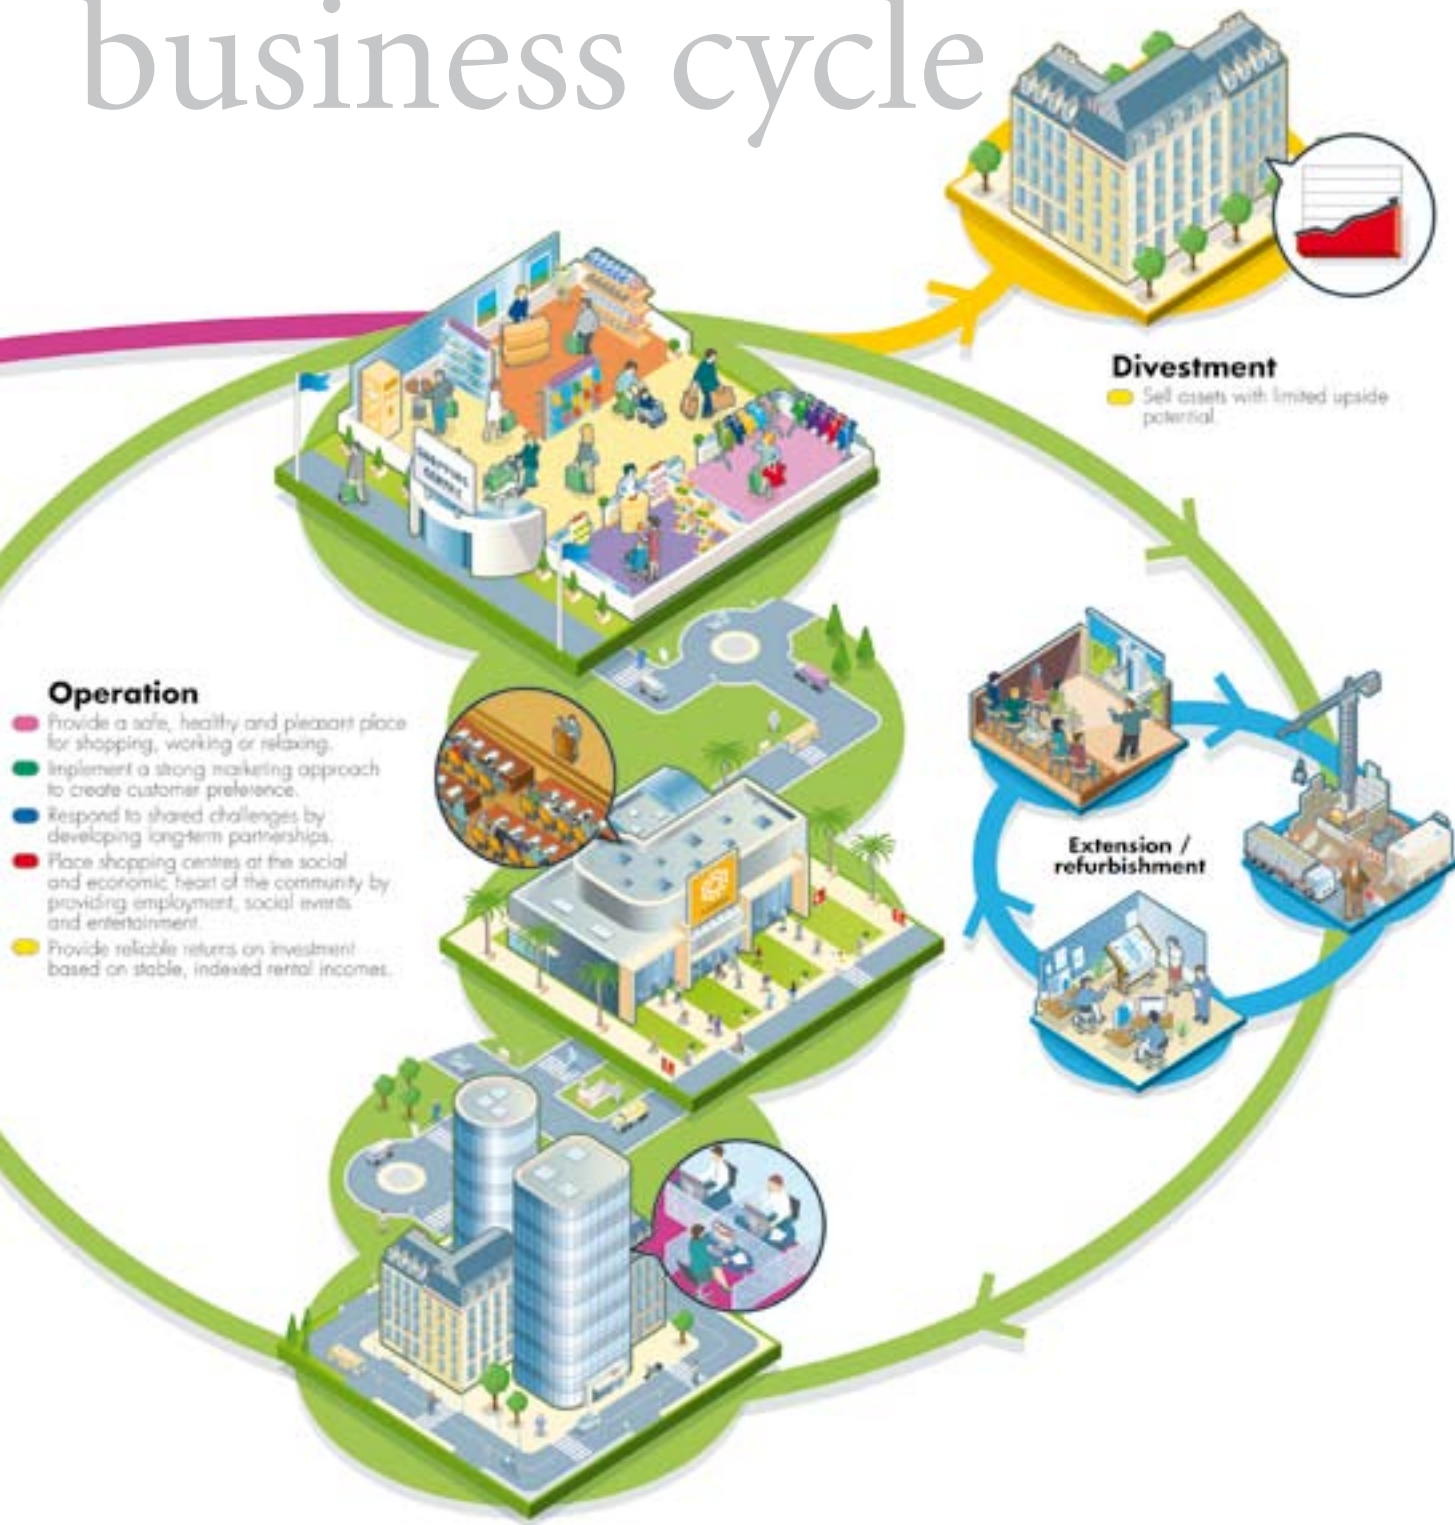 business cycle
Divestment
Sell assets with limited upside
potential.
SHOPPING
CENTRE
Operation
Provide a safe, healthy and pleasant place
for shopping, working or relaxing.
Implement a strong marketing approach
to create customer preference.
Respond to shared challenges by
developing long-term partnerships.
Place shopping centres at the social
and economic heart of the community by
providing employment, social events
and entertainment.
Provide reliable returns on investment
based on stable, indexed rental incomes.
Extension /
refurbishment